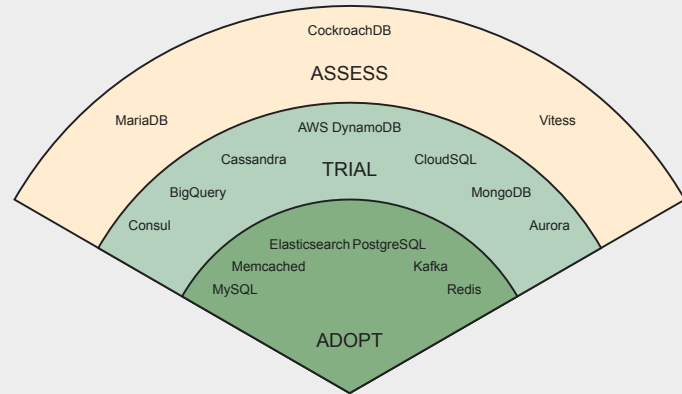 CockroachDB
ASSESS
MariaDB
Vitess
AWS DynamoDB
Cassandra
CloudSQL
TRIAL
BigQuery
MongoDB
Consul
Aurora
Elasticsearch PostgreSQL
Memcached
Kafka
MySQL
Redis
ADOPT